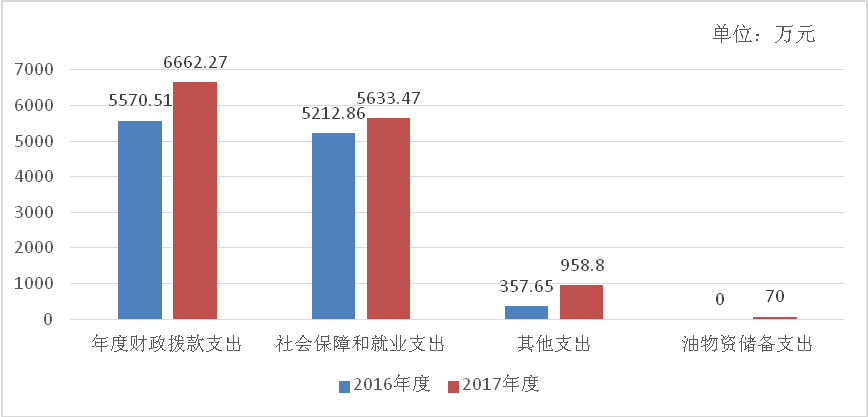 单位：万元
7000
6000
5000
4000
3000
2000
1000
0
5570.51
6662.27
5212.86
5633.47
357.65
958.8
0
70
年度财政拨款支出
社会保障和就业支出
其他支出
油物资储备支出
2016年度
2017年度